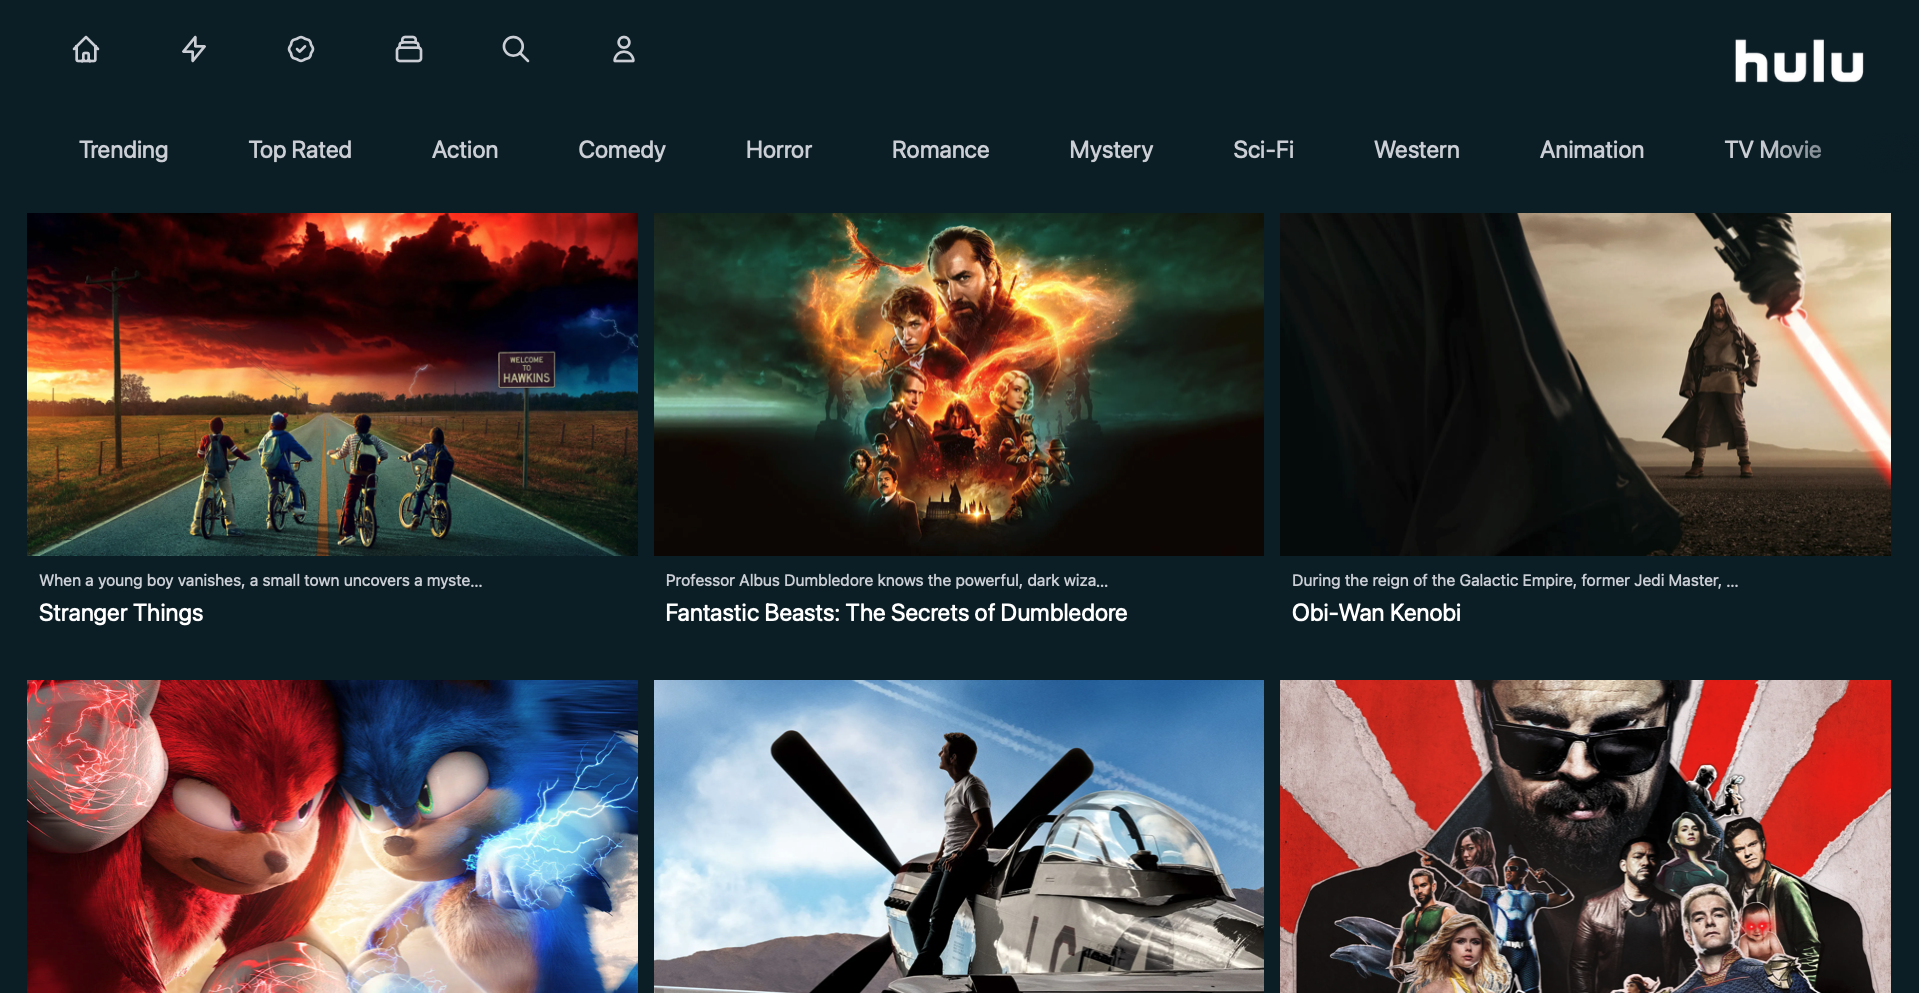 hulu
Trending Top Rated Action Comedy Horror Romance Mystery Sci-Fi Western Animation TV Movie
WELCOME
TO
HAWKINS
When a young boy vanishes, a small town uncovers a myste...
Stranger Things
Professor Albus Dumbledore knows the powerful, dark wiza...
Fantastic Beasts: The Secrets of Dumbledore
During the reign of the Galactic Empire, former Jedi Master, ...
Obi-Wan Kenobi